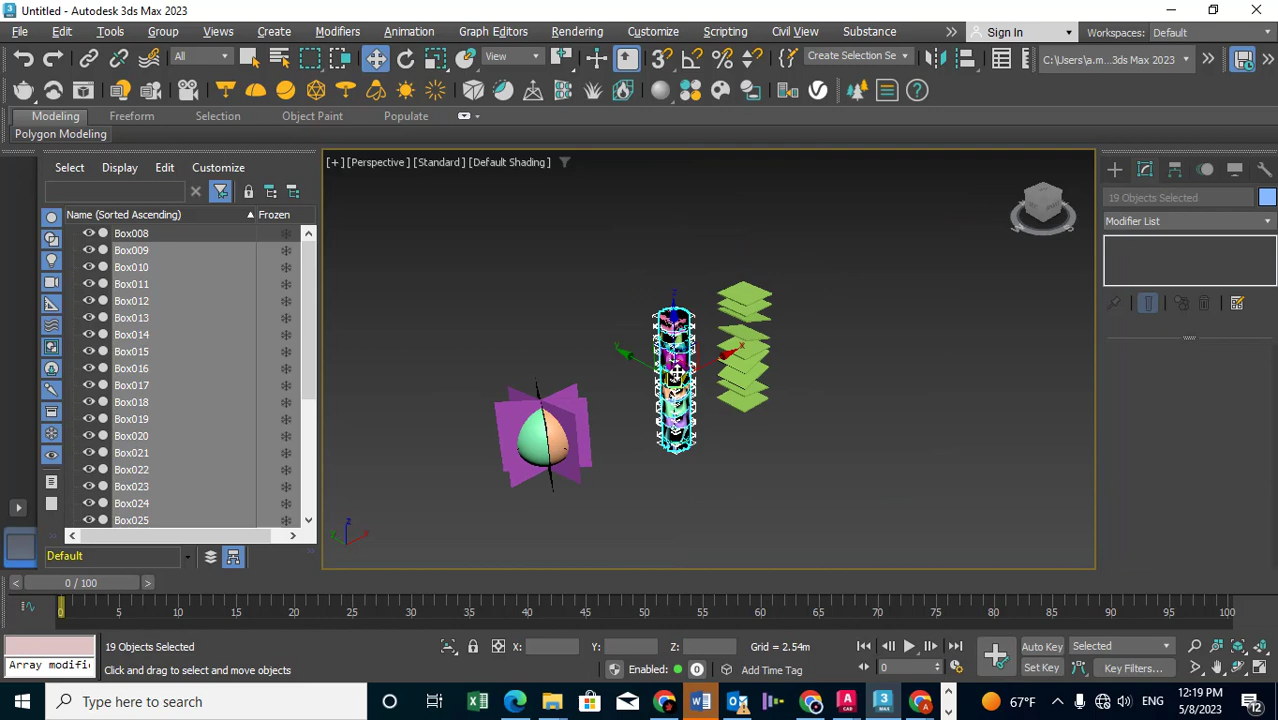 Untitled - Autodesk 3ds Max 2023
File Edit Tools Group Views Create Modifiers Animation Graph Editors Rendering Customize Scripting Civil View Substance Sign In Workspaces: Default
All View Create Selection Se C:\Users\a.m...3ds Max 2023
Modeling Freeform Selection Object Paint Populate
Polygon Modeling
Select Display Edit Customize
[+] [Perspective] [Standard] [Default Shading]
19 Objects Selected
Modifier List
Name (Sorted Ascending) Frozen
Box008
Box009
Box010
Box011
Box012
Box013
Box014
Box015
Box016
Box017
Box018
Box019
Box020
Box021
Box022
Box023
Box024
Box025
z
y
x
z
Default
0 / 100
0 5 10 15 20 25 30 35 40 45 50 55 60 65 70 75 80 85 90 95 100
19 Objects Selected X: Y: Z: Grid = 2.54m Auto Key Selected
Array modifi Click and drag to select and move objects Enabled: 0 Add Time Tag 0 Set Key Key Filters...
Type here to search
67°F ENG 12:19 PM
5/8/2023
12